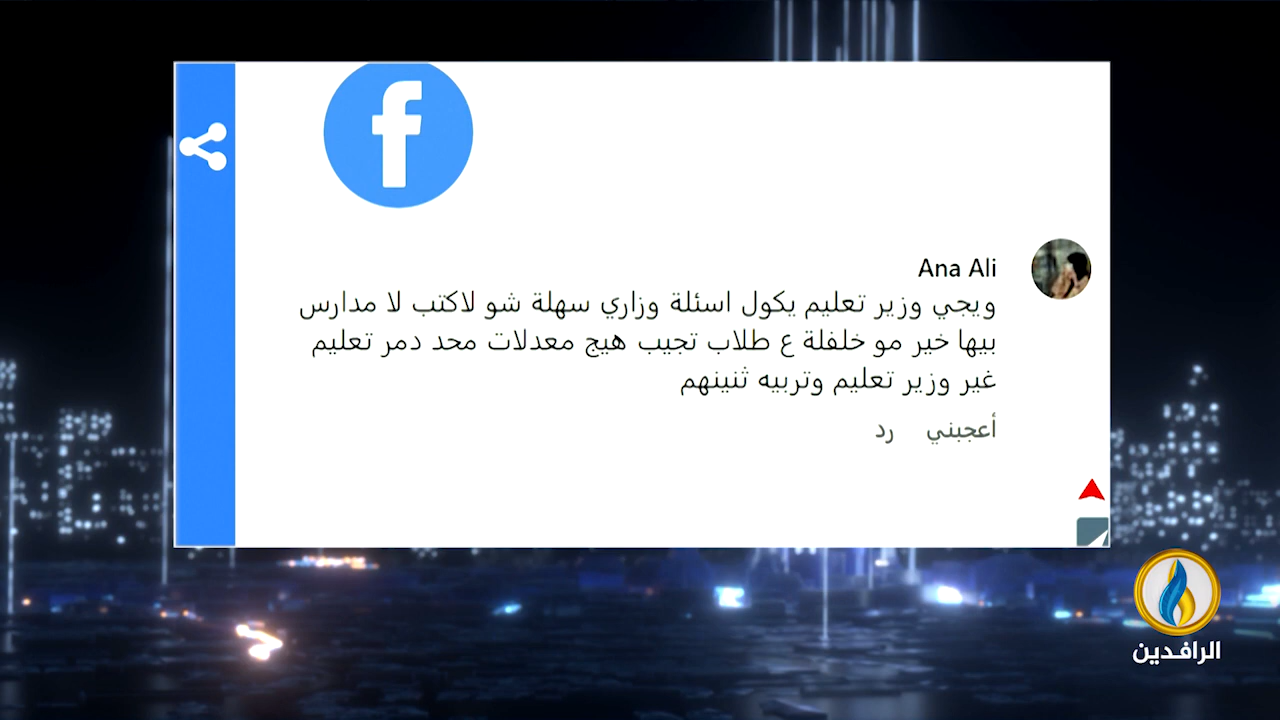 f
Ana Ali
ويجي وزير تعليم يكول اسئلة وزاري سهلة شو لاكتب لا مدارس
بيها خير مو خلفلة ع طلاب تجيب هيج معدلات محد دمر تعليم
غير وزير تعليم وتربيه ثنينهم
أعجبني رد
الرافدين